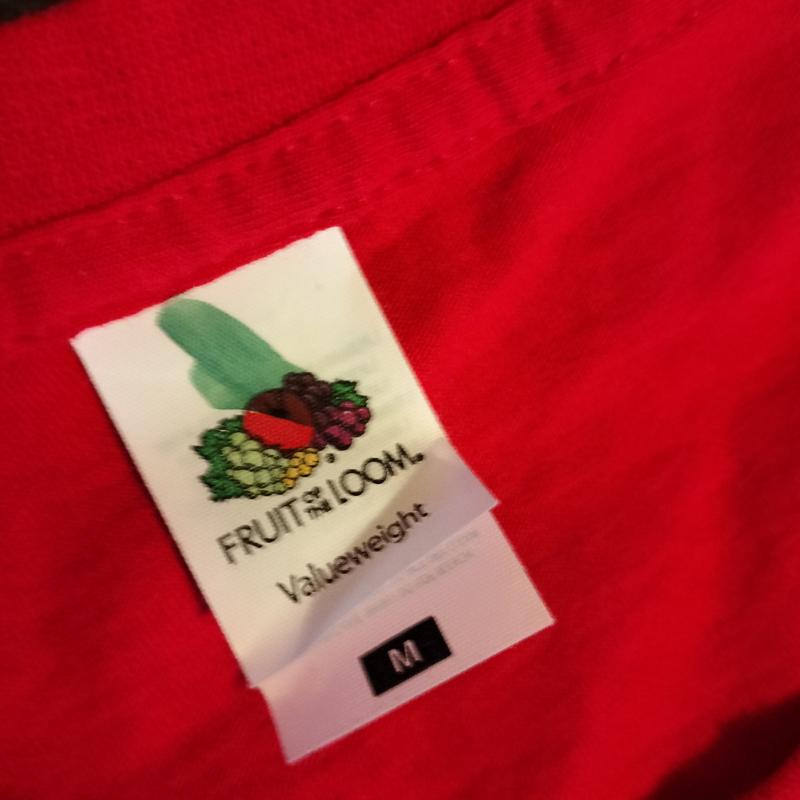 FRUIT OF THE LOOM.
Valueweight
M